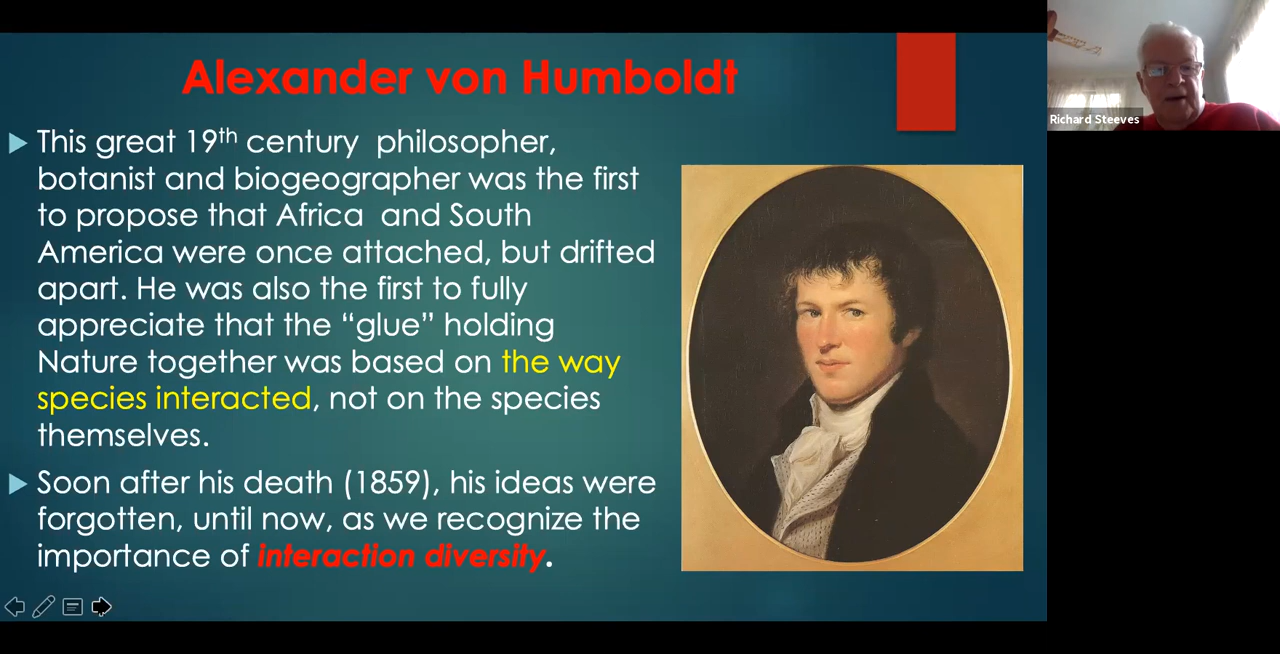 Alexander von Humboldt
This great 19th century philosopher,
botanist and biogeographer was the first
to propose that Africa and South
America were once attached, but drifted
apart. He was also the first to fully
appreciate that the “glue” holding
Nature together was based on the way
species interacted, not on the species
themselves.
Soon after his death (1859), his ideas were
forgotten, until now, as we recognize the
importance of interaction diversity.
Richard Steeves